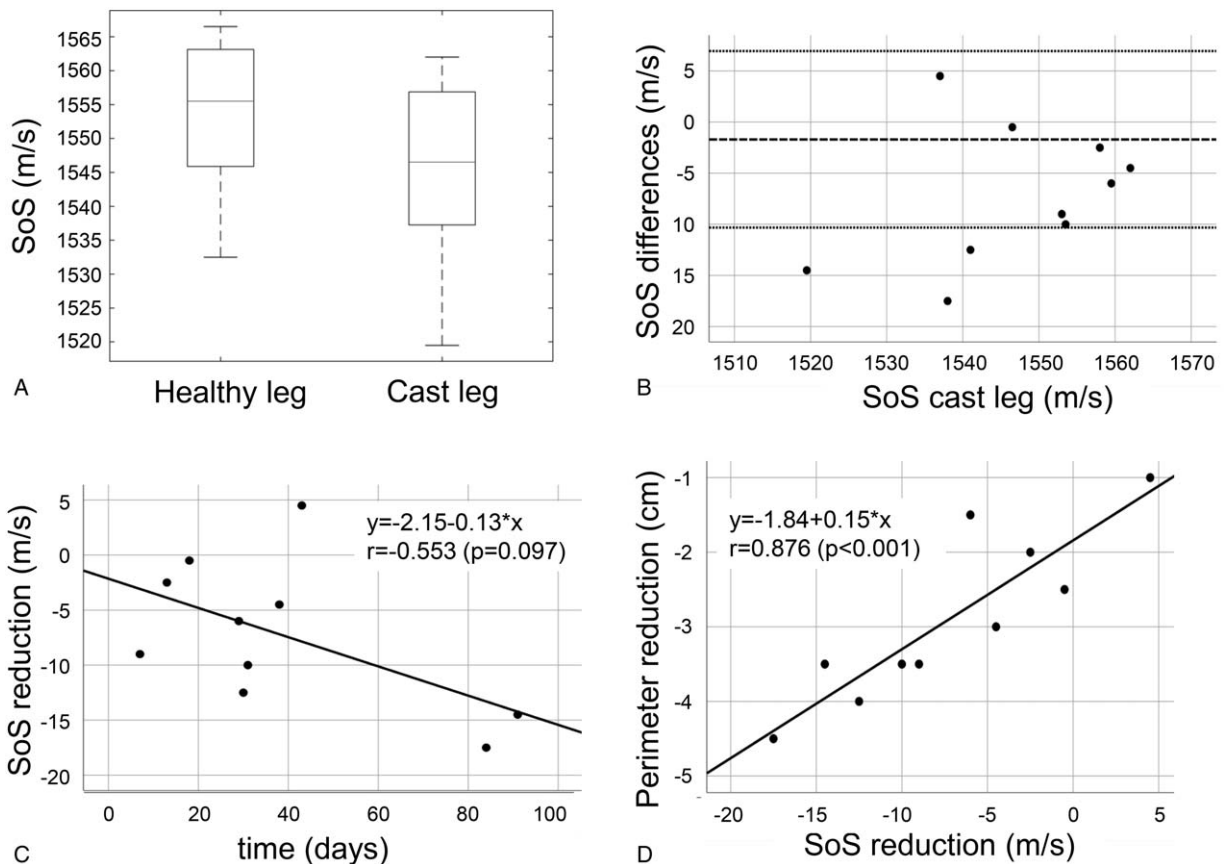 SoS (m/s)
1565
1560
1555
1550
1545
1540
1535
1530
1525
1520
Healthy leg
Cast leg
A
SoS differences (m/s)
5
0
-5
10
15
20
1510
1520
1530
1540
1550
1560
1570
SoS cast leg (m/s)
B
SoS reduction (m/s)
5
0
-5
-10
-15
-20
y=-2.15-0.13*x
r=-0.553 (p=0.097)
0
20
40
60
80
100
time (days)
C
Perimeter reduction (cm)
-1
-2
-3
-4
-5
-
y=-1.84+0.15*x
r=0.876 (p<0.001)
-20
-15
-10
-5
0
5
SoS reduction (m/s)
D